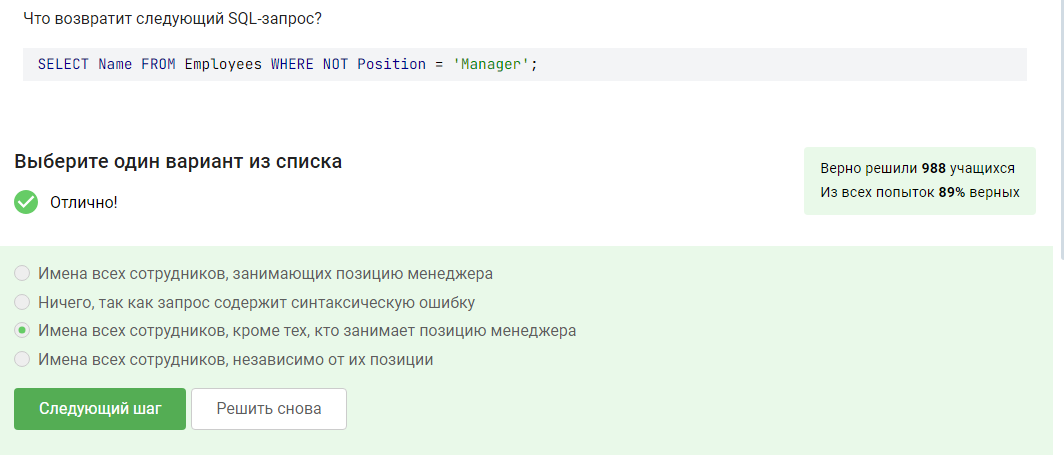 Что возвратит следующий SQL-запрос?
SELECT Name FROM Employees WHERE NOT Position = 'Manager';
Выберите один вариант из списка
Отлично!
Верно решили 988 учащихся
Из всех попыток 89% верных
Имена всех сотрудников, занимающих позицию менеджера
Ничего, так как запрос содержит синтаксическую ошибку
Имена всех сотрудников, кроме тех, кто занимает позицию менеджера
Имена всех сотрудников, независимо от их позиции
Следующий шаг
Решить снова